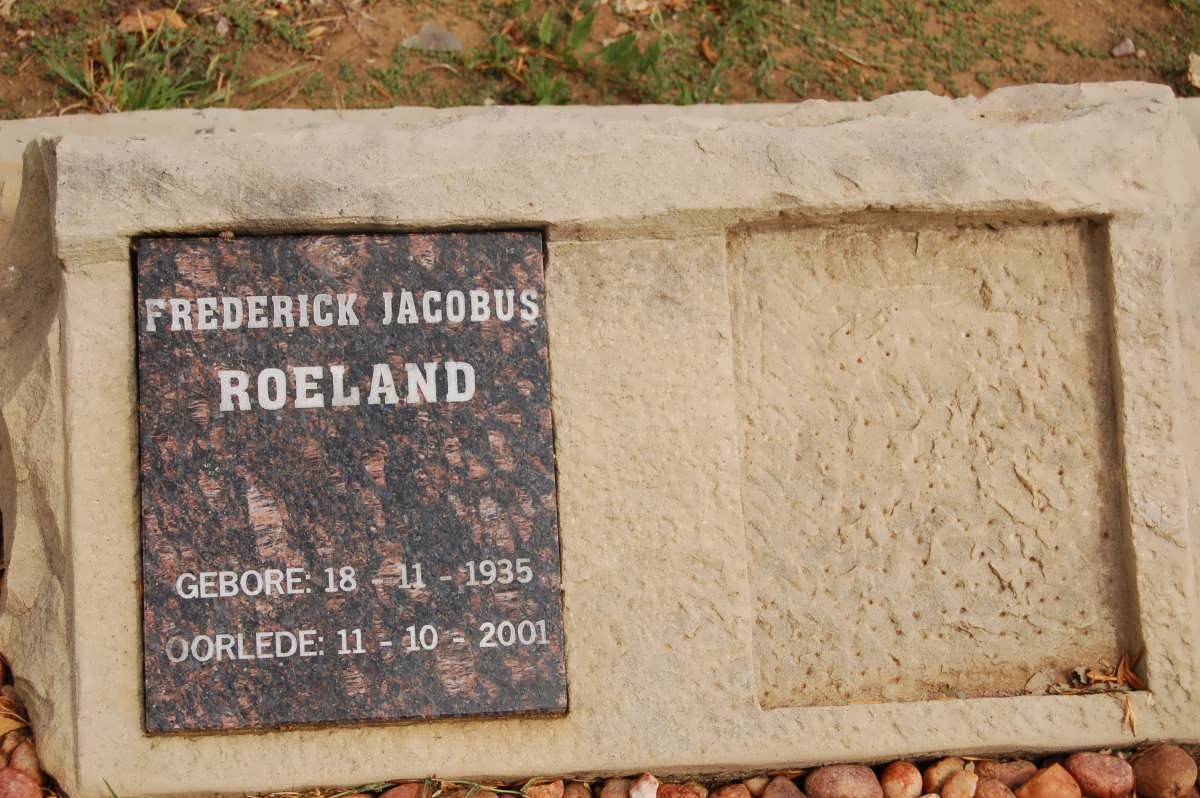 FREDERICK JACOBUS
ROELAND
GEBORE: 18 - 11 - 1935
OORLEDE: 11 - 10 - 2001